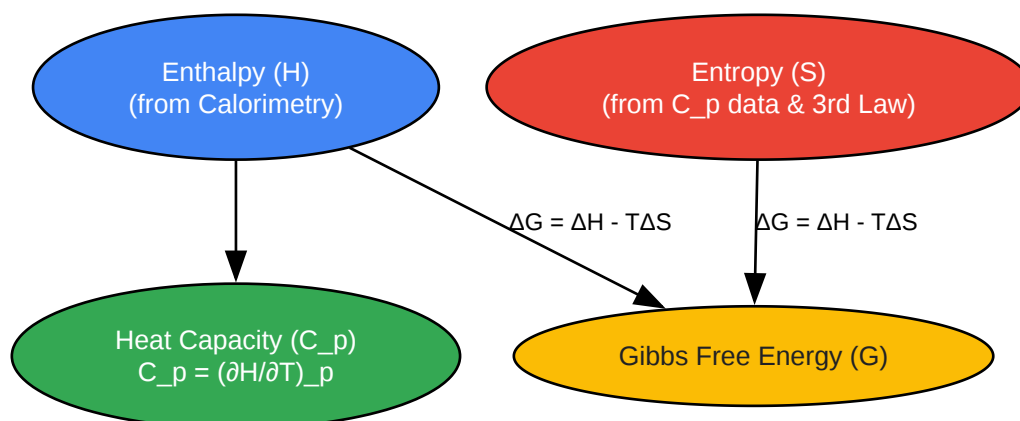 Enthalpy (H)
(from Calorimetry)
Entropy (S)
(from C_p data & 3rd Law)
ΔG = ΔH - TΔS
ΔG = ΔH - TΔS
Heat Capacity (C_p)
C_p = (∂H/∂T)_p
Gibbs Free Energy (G)